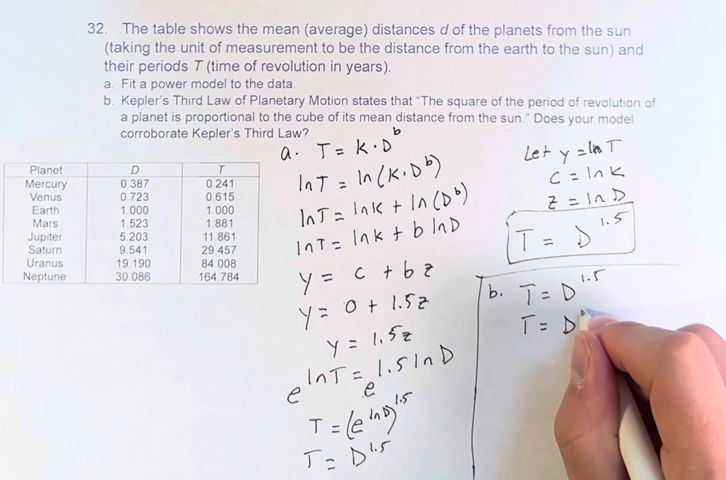 32. The table shows the mean (average) distances d of the planets from the sun
(taking the unit of measurement to be the distance from the earth to the sun) and
their periods T (time of revolution in years).
a. Fit a power model to the data.
b. Kepler's Third Law of Planetary Motion states that "The square of the period of revolution of
a planet is proportional to the cube of its mean distance from the sun." Does your model
corroborate Kepler's Third Law?
Planet D T
Mercury 0.387 0.241
Venus 0.723 0.615
Earth 1.000 1.000
Mars 1.523 1.881
Jupiter 5.203 11.861
Saturn 9.541 29.457
Uranus 19.190 84.008
Neptune 30.086 164.784
a. T = K · D^b
ln T = ln (K · D^b)
ln T = ln K + ln (D^b)
ln T = ln K + b ln D
y = c + b z
y = 0 + 1.5z
y = 1.5z
e^ln T = e^1.5 ln D
T = (e^ln D)^1.5
T = D^1.5
Let y = ln T
c = ln K
z = ln D
T = D^1.5
b. T = D^1.5
T = D